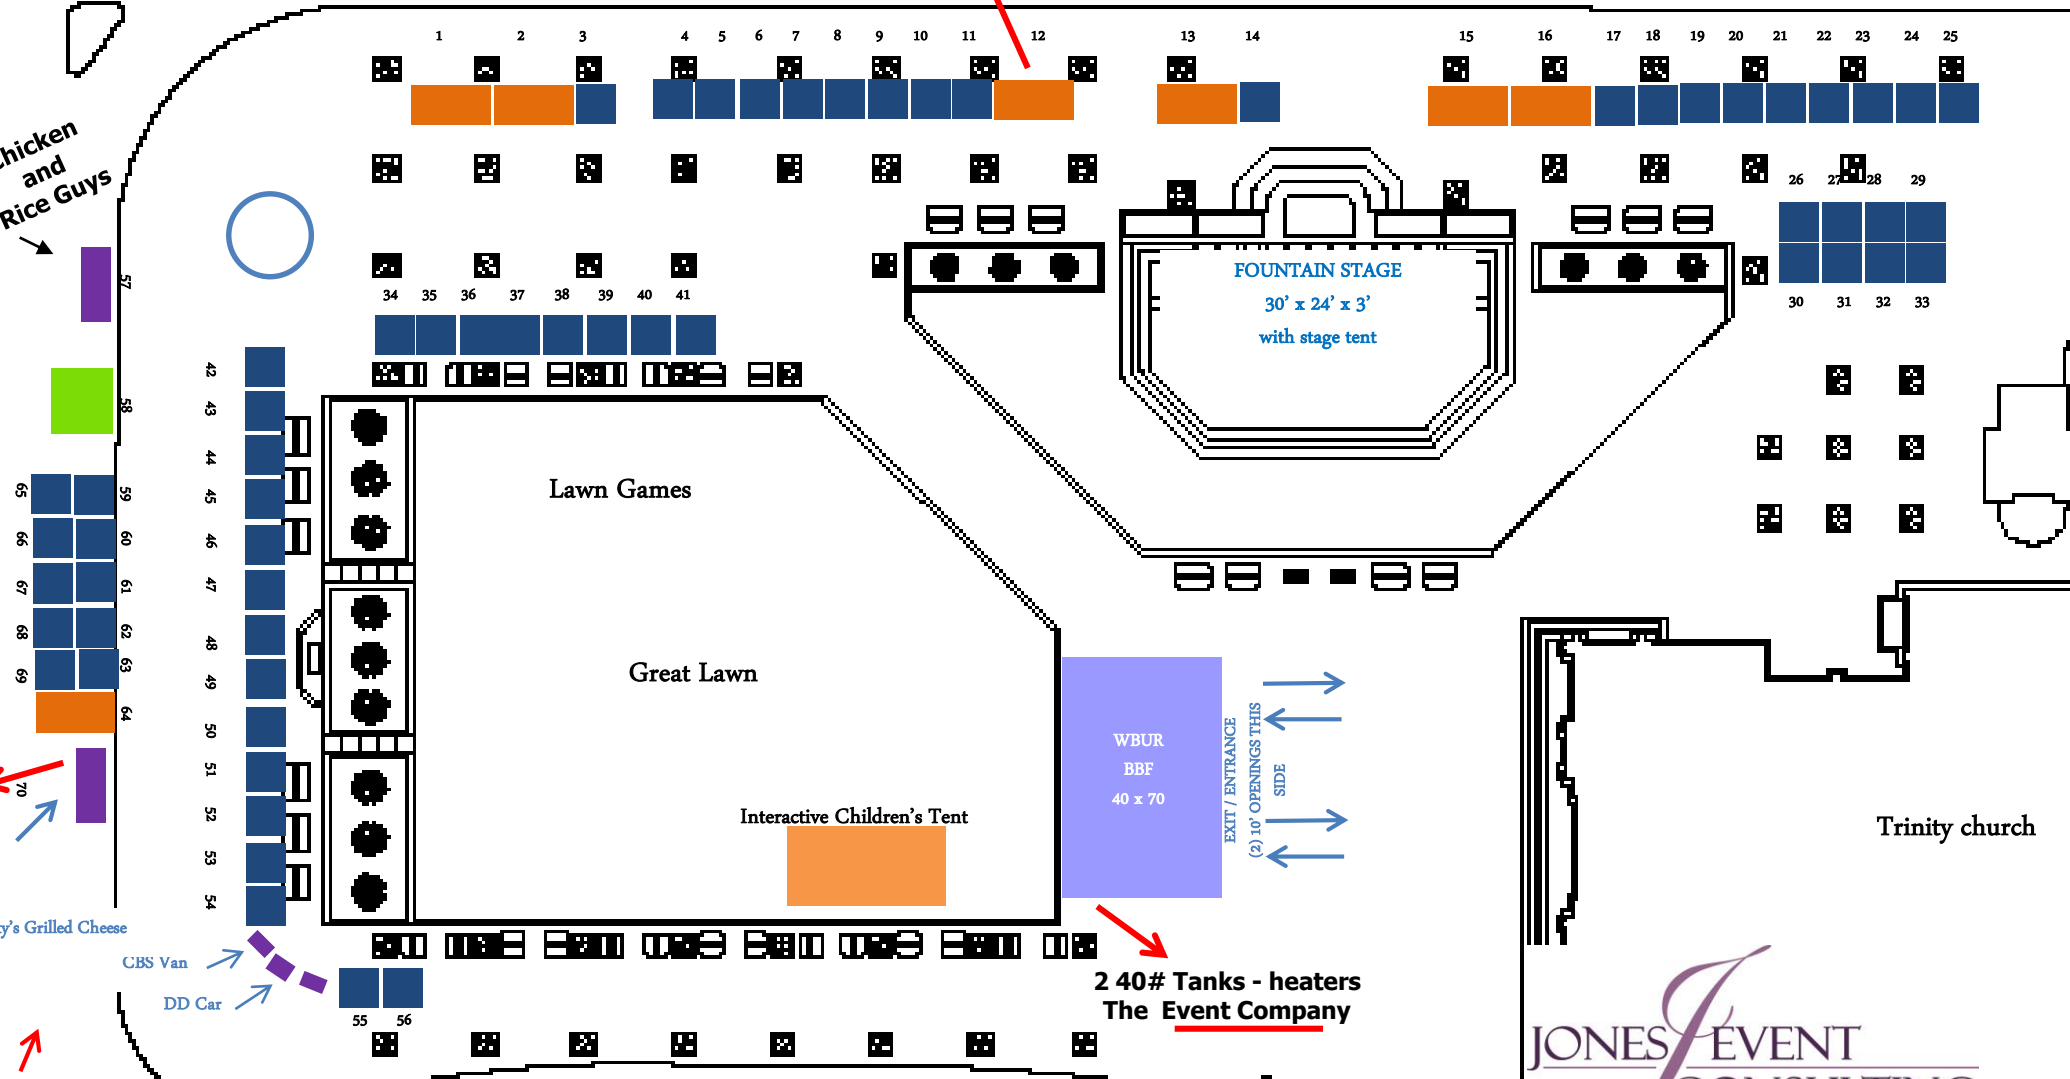 1 2 3 4 5 6 7 8 9 10 11 12 13 14 15 16 17 18 19 20 21 22 23 24 25
Chicken
and
Rice Guys
26 27 28 29
30 31 32 33
FOUNTAIN STAGE
30’ x 24’ x 3’
with stage tent
34 35 36 37 38 39 40 41
42
43
44
45
46
47
48
49
50
51
52
53
54
55 56
57
58
59
60
61
62
63
64
65
66
67
68
69
70
Lawn Games
Great Lawn
Interactive Children’s Tent
WBUR
BBF
40 x 70
EXIT / ENTRANCE
(2) 10’ OPENINGS THIS
SIDE
Trinity church
y’s Grilled Cheese
CBS Van
DD Car
2 40# Tanks - heaters
The Event Company
JONES EVENT
CONSULTING